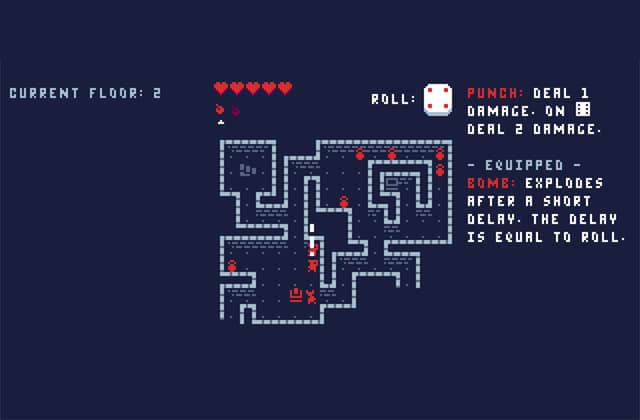 CURRENT FLOOR: 2
ROLL:
PUNCH: DEAL 1
DAMAGE. ON
DEAL 2 DAMAGE.
- EQUIPPED -
BOMB: EXPLODES
AFTER A SHORT
DELAY. THE DELAY
IS EQUAL TO ROLL.